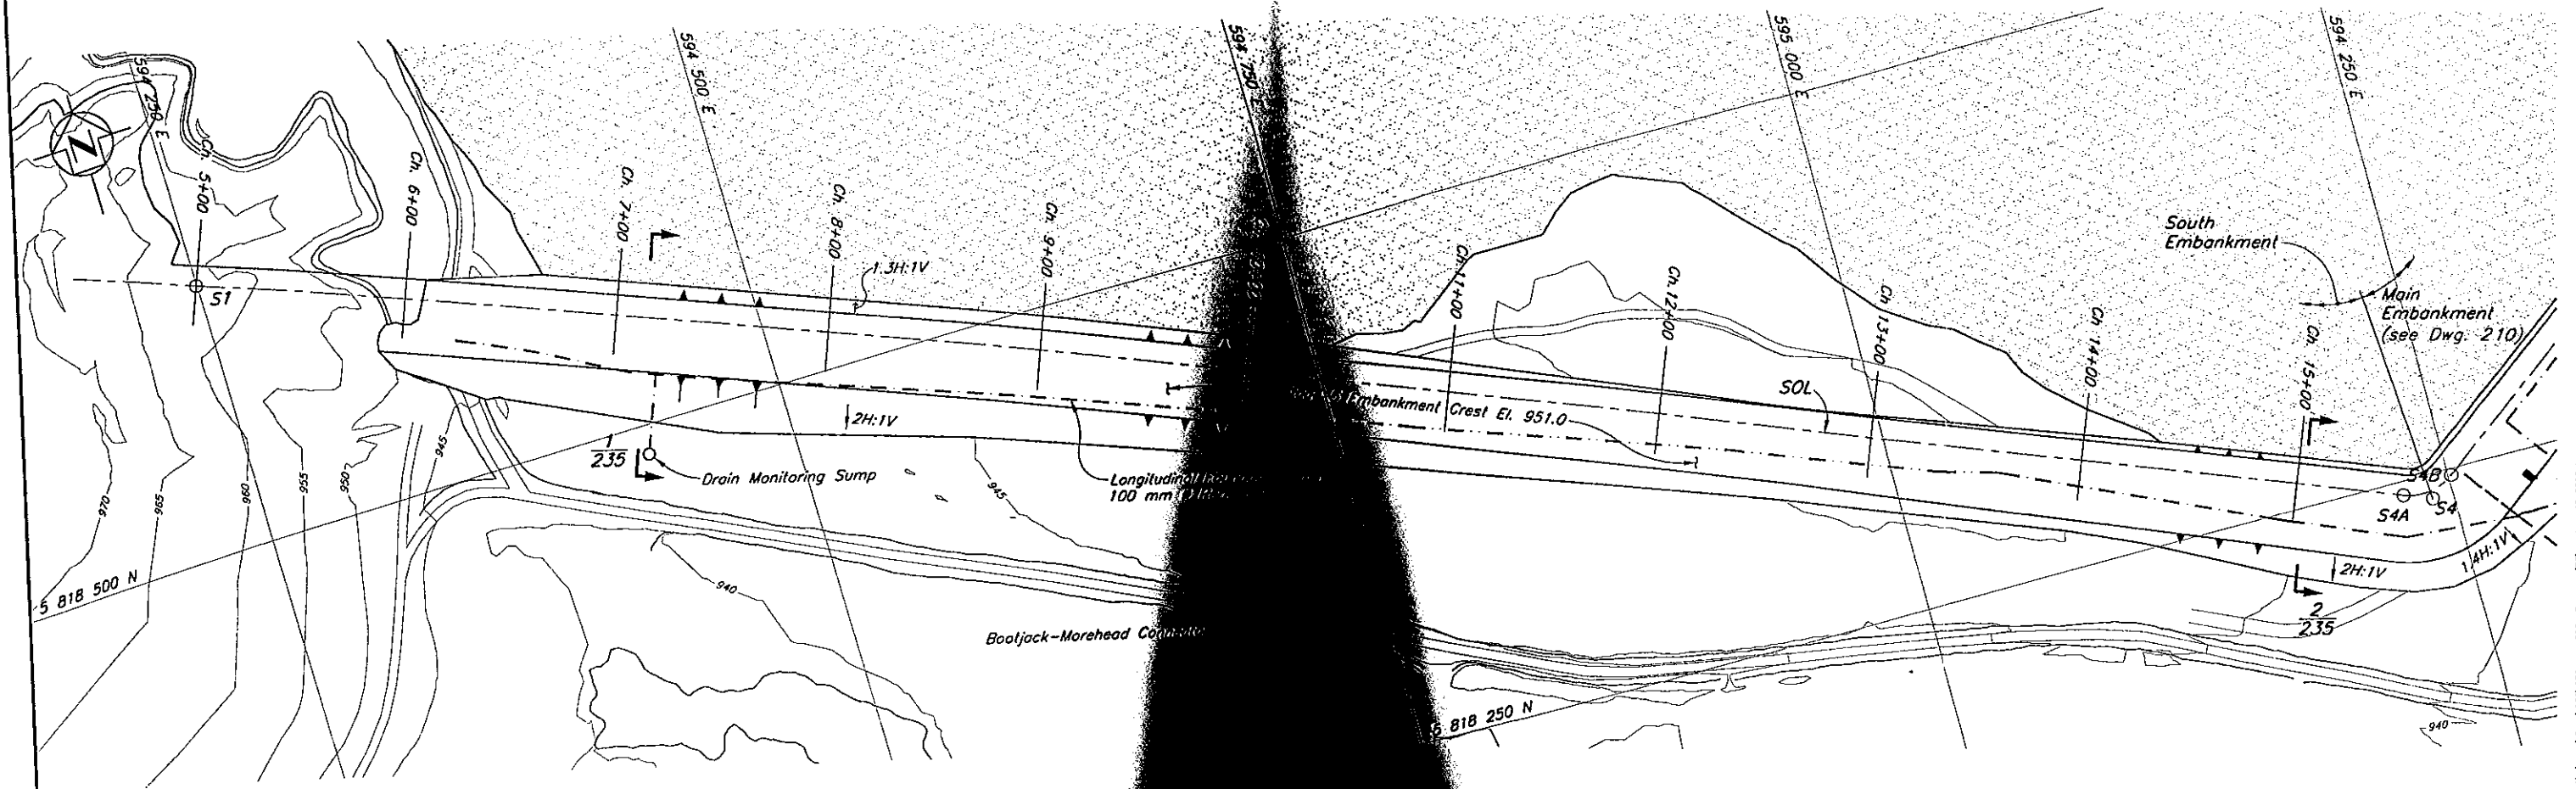 594 250 E
594 500 E
594 750 E
595 000 E
594 250 E
N
Ch. 5+00
Ch. 6+00
Ch. 7+00
Ch. 8+00
Ch. 9+00
Ch. 11+00
Ch. 12+00
Ch. 13+00
Ch. 14+00
Ch. 15+00
South
Embankment
Main
Embankment
(see Dwg. 210)
S1
1.3H:1V
2H:1V
Embankment Crest El. 951.0
SOL
1
235
Drain Monitoring Sump
Longitudinal
100 mm
S4B
S4A
S4
1.4H:1V
2H:1V
2
235
970
965
960
955
950
945
945
940
940
5 818 500 N
Bootjack-Morehead
5 818 250 N